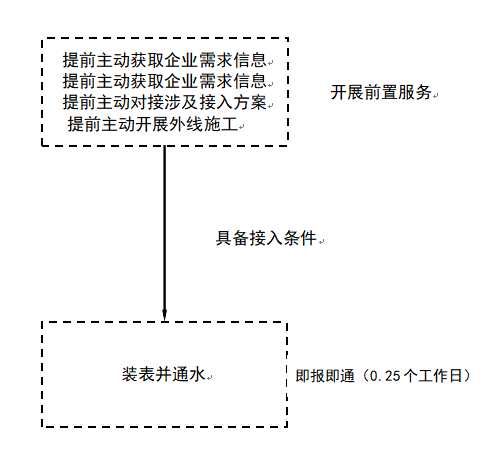 提前主动获取企业需求信息
提前主动获取企业需求信息
提前主动对接涉及接入方案
提前主动开展外线施工
开展前置服务
具备接入条件
装表并通水
即报即通（0.25个工作日）